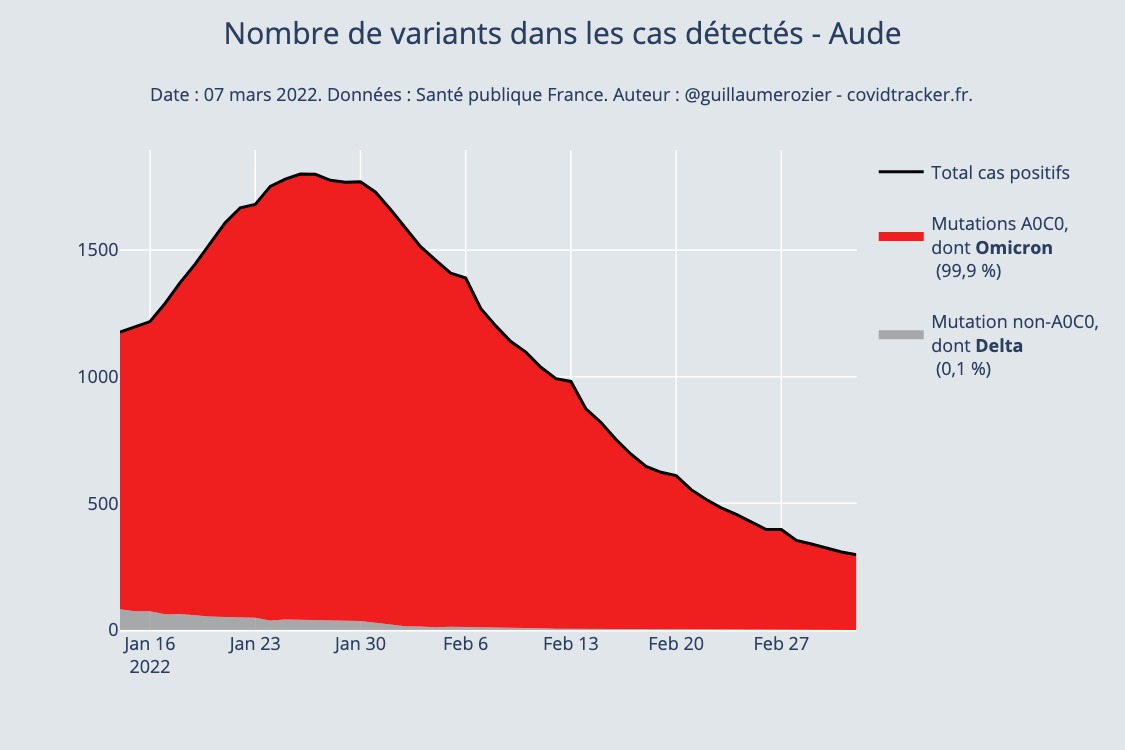 Nombre de variants dans les cas détectés - Aude
Date : 07 mars 2022. Données : Santé publique France. Auteur : @guillaumerozier - covidtracker.fr.
Total cas positifs
Mutations A0C0,
dont Omicron
(99,9 %)
Mutation non-A0C0,
dont Delta
(0,1 %)
1500
1000
500
0
Jan 16 Jan 23 Jan 30 Feb 6 Feb 13 Feb 20 Feb 27
2022